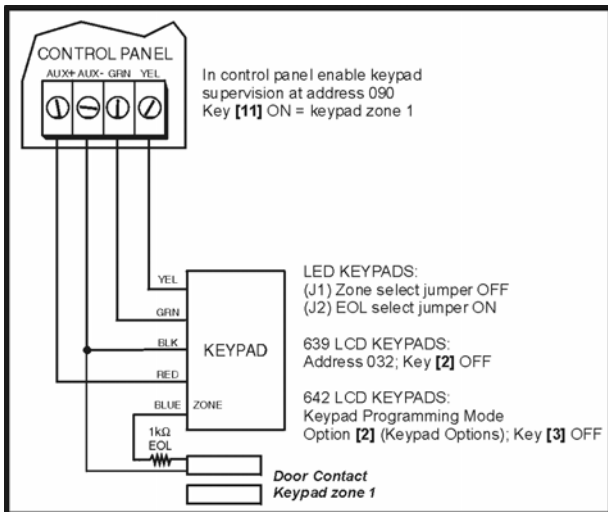 CONTROL PANEL
AUX+ AUX- GRN YEL
In control panel enable keypad
supervision at address 090
Key [11] ON = keypad zone 1
YEL
GRN
BLK
RED
BLUE ZONE
KEYPAD
LED KEYPADS:
(J1) Zone select jumper OFF
(J2) EOL select jumper ON
639 LCD KEYPADS:
Address 032; Key [2] OFF
642 LCD KEYPADS:
Keypad Programming Mode
Option [2] (Keypad Options); Key [3] OFF
1kΩ
EOL
Door Contact
Keypad zone 1